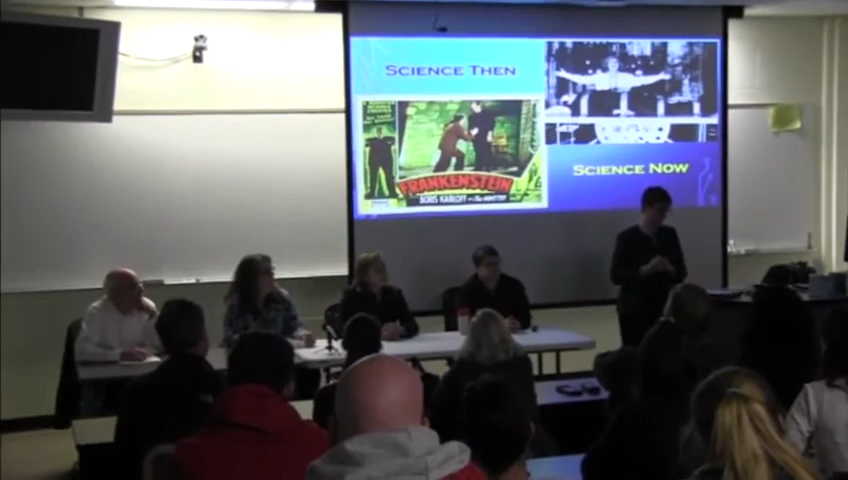 SCIENCE THEN
FRANKENSTEIN
BORIS KARLOFF
SCIENCE NOW